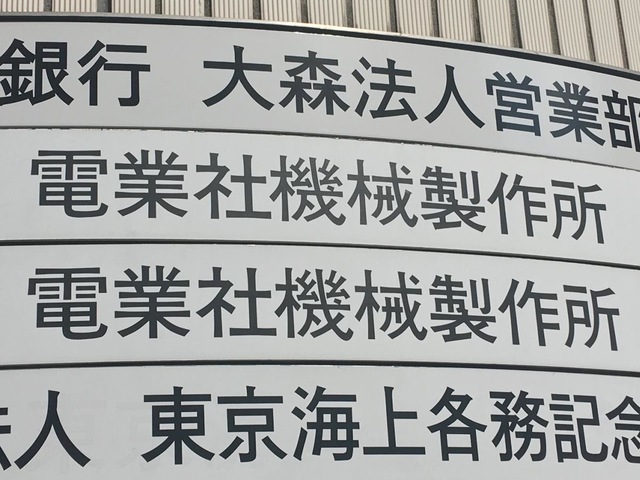 銀行 大森法人営業部
電業社機械製作所
電業社機械製作所
法人 東京海上各務記念